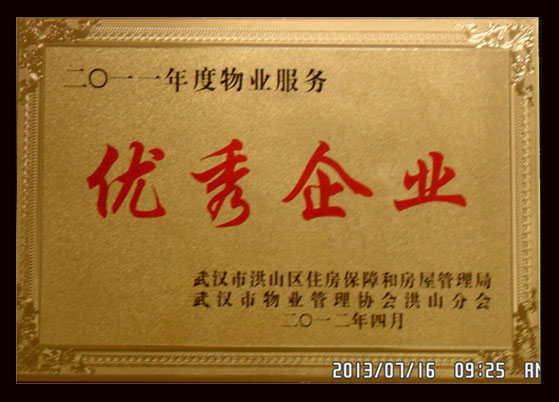 二〇一一年度物业服务
优秀企业
武汉市洪山区住房保障和房屋管理局
武汉市物业管理协会洪山分会
二〇一二年四月
2013/07/16 09:25 AM